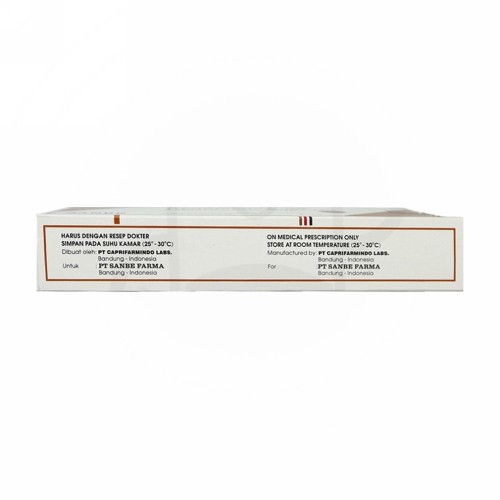 HARUS DENGAN RESEP DOKTER
SIMPAN PADA SUHU KAMAR (25°- 30°C)
Dibuat oleh: PT CAPRIFARMINDO LABS.
Bandung - Indonesia
Untuk : PT SANBE FARMA
Bandung - Indonesia
ON MEDICAL PRESCRIPTION ONLY
STORE AT ROOM TEMPERATURE (25°- 30°C)
Manufactured by: PT CAPRIFARMINDO LABS.
Bandung - Indonesia
For : PT SANBE FARMA
Bandung - Indonesia